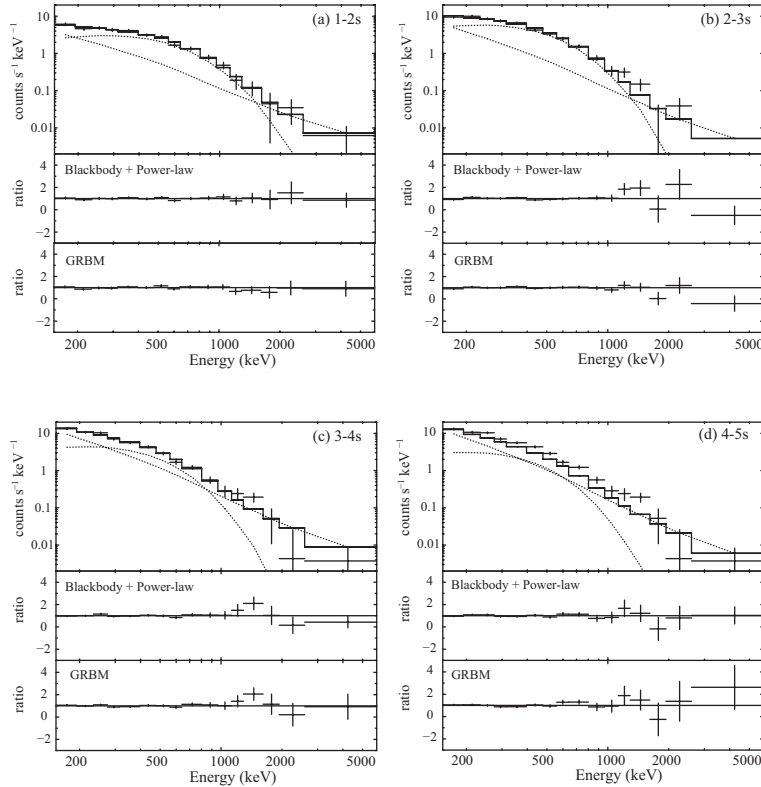 (a) 1-2s
counts s⁻¹ keV⁻¹
10
1
0.1
0.01
Blackbody + Power-law
ratio
4
2
0
−2
GRBM
ratio
4
2
0
−2
200 500 1000 2000 5000
Energy (keV)
(b) 2-3s
counts s⁻¹ keV⁻¹
10
1
0.1
0.01
Blackbody + Power-law
ratio
4
2
0
−2
GRBM
ratio
4
2
0
−2
200 500 1000 2000 5000
Energy (keV)
(c) 3-4s
counts s⁻¹ keV⁻¹
10
1
0.1
0.01
Blackbody + Power-law
ratio
4
2
0
−2
GRBM
ratio
4
2
0
−2
200 500 1000 2000 5000
Energy (keV)
(d) 4-5s
counts s⁻¹ keV⁻¹
10
1
0.1
0.01
Blackbody + Power-law
ratio
4
2
0
−2
GRBM
ratio
4
2
0
−2
200 500 1000 2000 5000
Energy (keV)